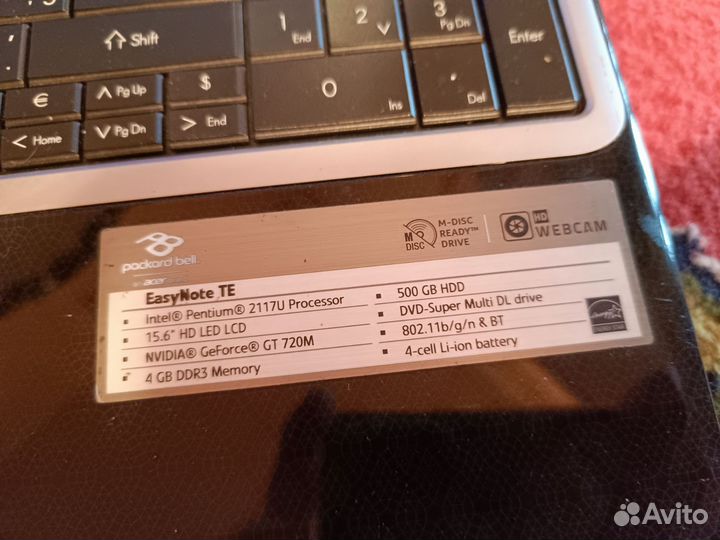 1 End
2
3 Pg Dn
Enter
Shift
€
Pg Up
$
0 Ins
Del
Home
Pg Dn
End
packard bell
acer
M-DISC
READY™
DRIVE
M
DISC
HD
WEBCAM
EasyNote TE
Intel® Pentium® 2117U Processor
15.6" HD LED LCD
NVIDIA® GeForce® GT 720M
4 GB DDR3 Memory
500 GB HDD
DVD-Super Multi DL drive
802.11b/g/n & BT
4-cell Li-ion battery
Avito